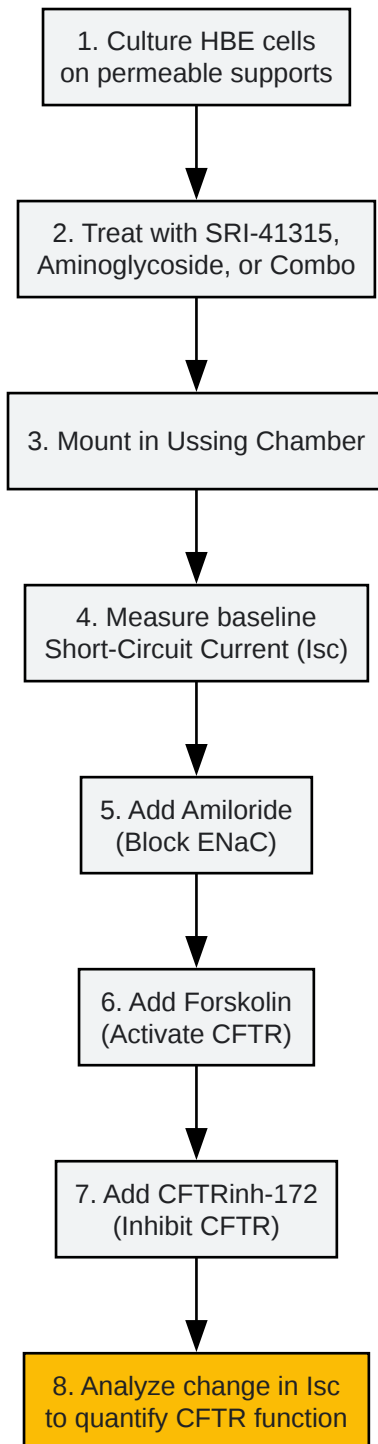 1. Culture HBE cells
on permeable supports
2. Treat with SRI-41315,
Aminoglycoside, or Combo
3. Mount in Ussing Chamber
4. Measure baseline
Short-Circuit Current (Isc)
5. Add Amiloride
(Block ENaC)
6. Add Forskolin
(Activate CFTR)
7. Add CFTRinh-172
(Inhibit CFTR)
8. Analyze change in Isc
to quantify CFTR function